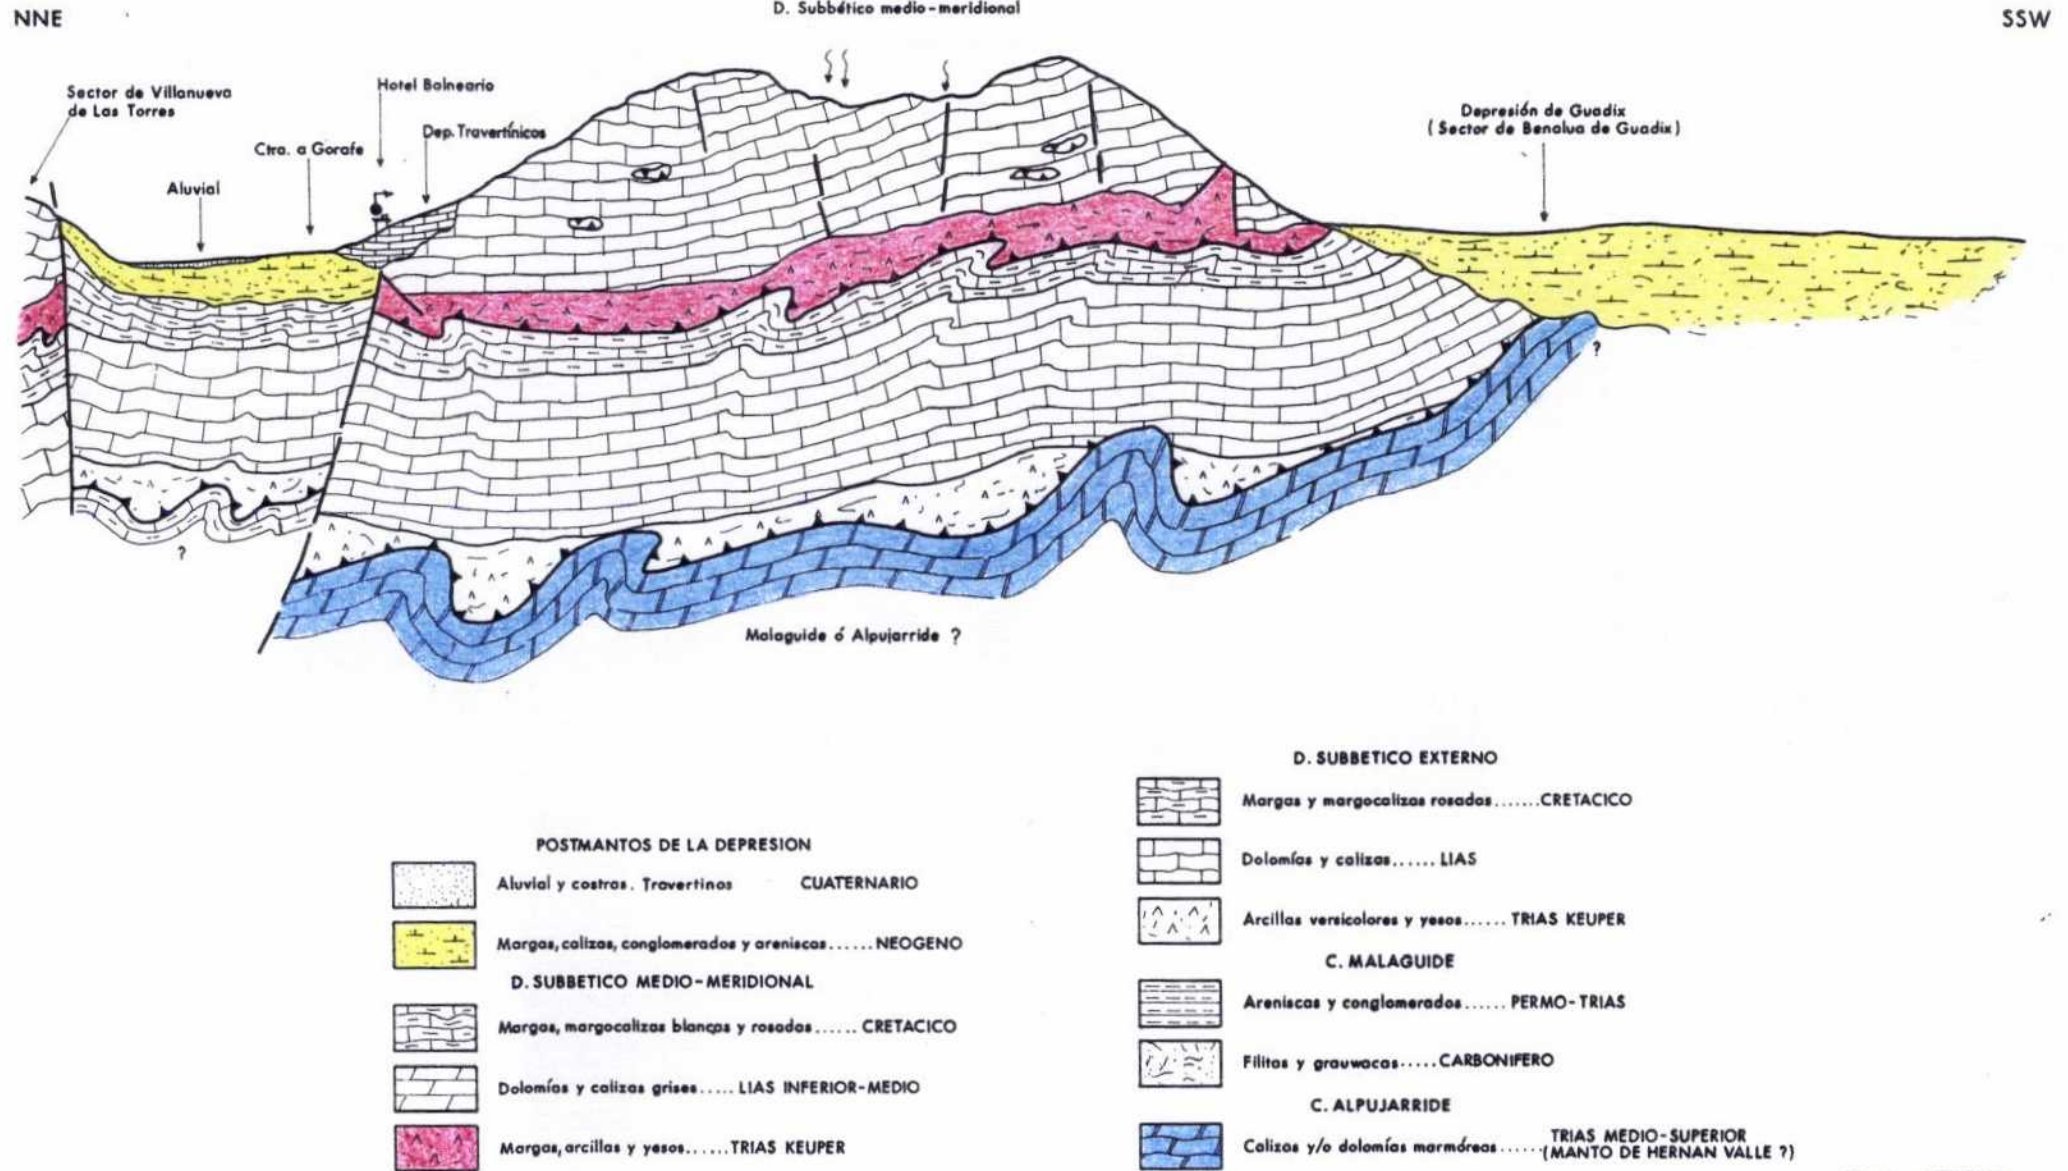 NNE
D. Subbético medio-meridional
SSW
Sector de Villanueva
de Las Torres
Hotel Balneario
Dep. Travertínicos
Ctra. a Gorafe
Aluvial
Depresión de Guadix
(Sector de Benalua de Guadix)
?
?
Malaguide ó Alpujarride ?
POSTMANTOS DE LA DEPRESION
Aluvial y costras. Travertinos CUATERNARIO
Margas, calizas, conglomerados y areniscas......NEOGENO
D. SUBBETICO MEDIO-MERIDIONAL
Margas, margocalizas blancas y rosadas...... CRETACICO
Dolomías y calizas grises..... LIAS INFERIOR-MEDIO
Margas, arcillas y yesos......TRIAS KEUPER
D. SUBBETICO EXTERNO
Margas y margocalizas rosadas.......CRETACICO
Dolomías y calizas...... LIAS
Arcillas versicolores y yesos...... TRIAS KEUPER
C. MALAGUIDE
Areniscas y conglomerados...... PERMO-TRIAS
Filitas y grauwacas.....CARBONIFERO
C. ALPUJARRIDE
Calizas y/o dolomías marmóreas...... TRIAS MEDIO-SUPERIOR
(MANTO DE HERNAN VALLE ?)